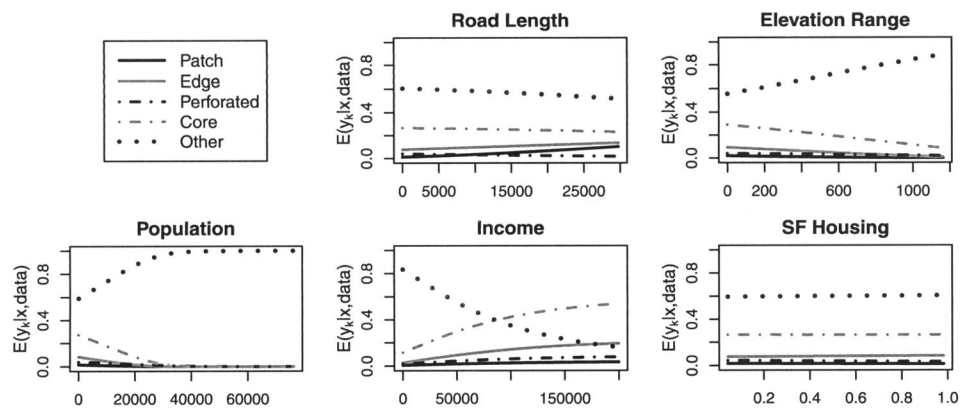 Patch
Edge
Perforated
Core
Other
Road Length
E(yk|x,data)
0.0 0.4 0.8
0 5000 15000 25000
Elevation Range
E(yk|x,data)
0.0 0.4 0.8
0 200 600 1000
Population
E(yk|x,data)
0.0 0.4 0.8
0 20000 40000 60000
Income
E(yk|x,data)
0.0 0.4 0.8
0 50000 150000
SF Housing
E(yk|x,data)
0.0 0.4 0.8
0.2 0.4 0.6 0.8 1.0